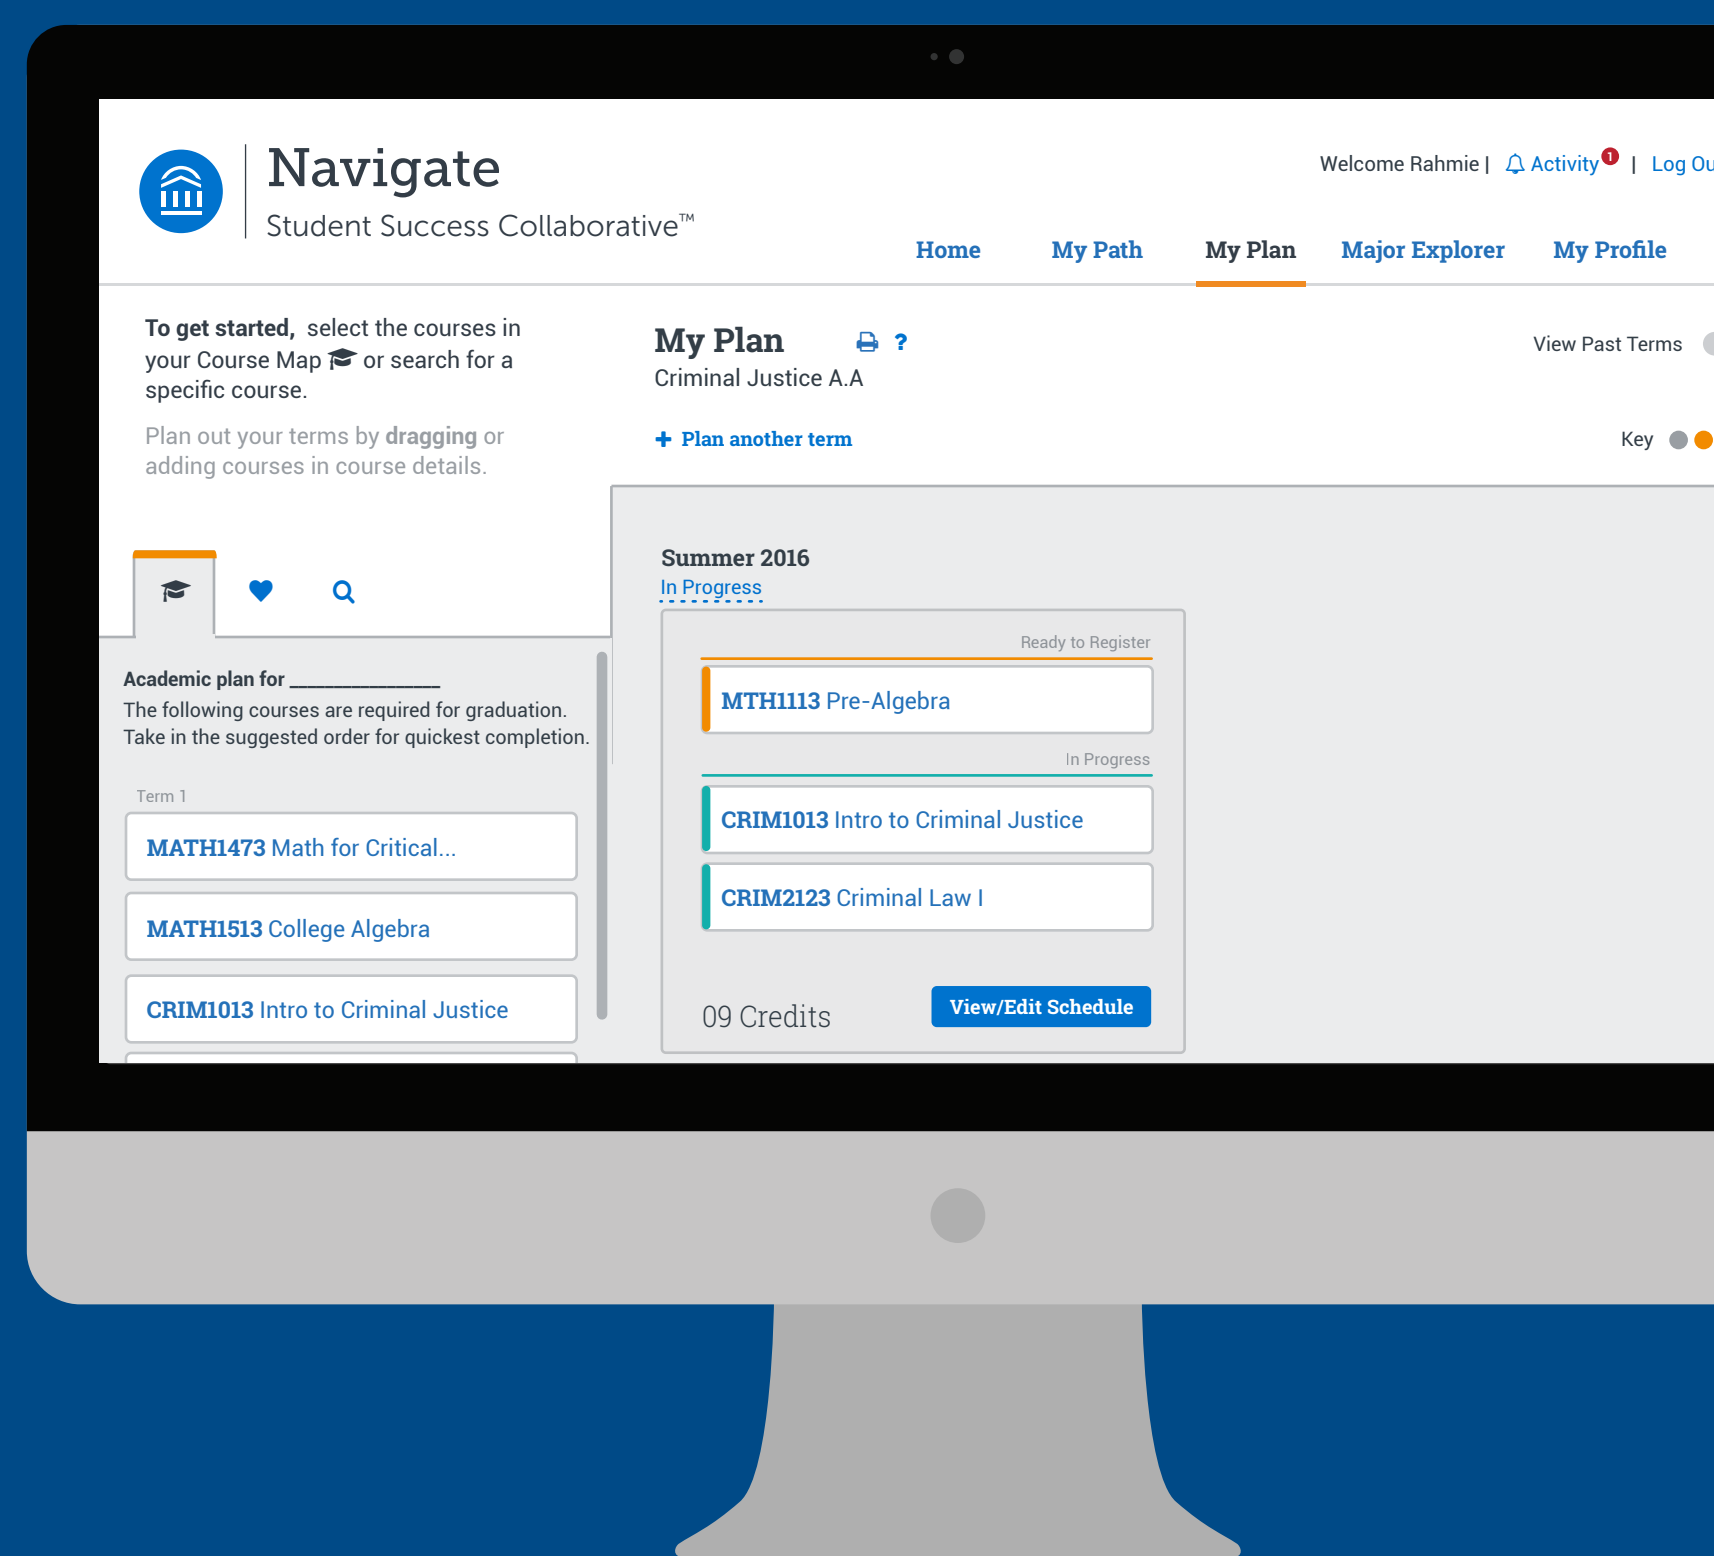 Navigate
Student Success Collaborative™
Welcome Rahmie | Activity 1 | Log Ou
Home My Path My Plan Major Explorer My Profile
To get started, select the courses in
your Course Map or search for a
specific course.
Plan out your terms by dragging or
adding courses in course details.
My Plan ?
Criminal Justice A.A
+ Plan another term
View Past Terms
Key
Academic plan for _________________
The following courses are required for graduation.
Take in the suggested order for quickest completion.
Term 1
MATH1473 Math for Critical...
MATH1513 College Algebra
CRIM1013 Intro to Criminal Justice
Summer 2016
In Progress
Ready to Register
MTH1113 Pre-Algebra
In Progress
CRIM1013 Intro to Criminal Justice
CRIM2123 Criminal Law I
09 Credits
View/Edit Schedule